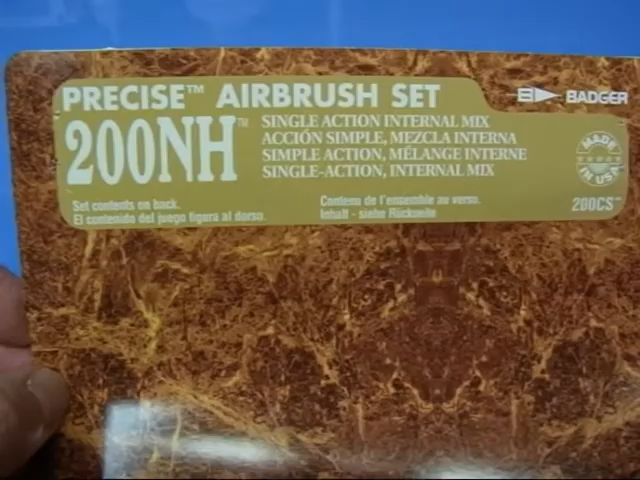 PRECISE™ AIRBRUSH SET
BADGER
200NH™
SINGLE ACTION INTERNAL MIX
ACCIÓN SIMPLE, MEZCLA INTERNA
SIMPLE ACTION, MÉLANGE INTERNE
SINGLE-ACTION, INTERNAL MIX
MADE IN USA
Set contents on back.
El contenido del juego figura al dorso.
Contenu de l'ensemble au verso.
Inhalt - siehe Rückseite
200CS™